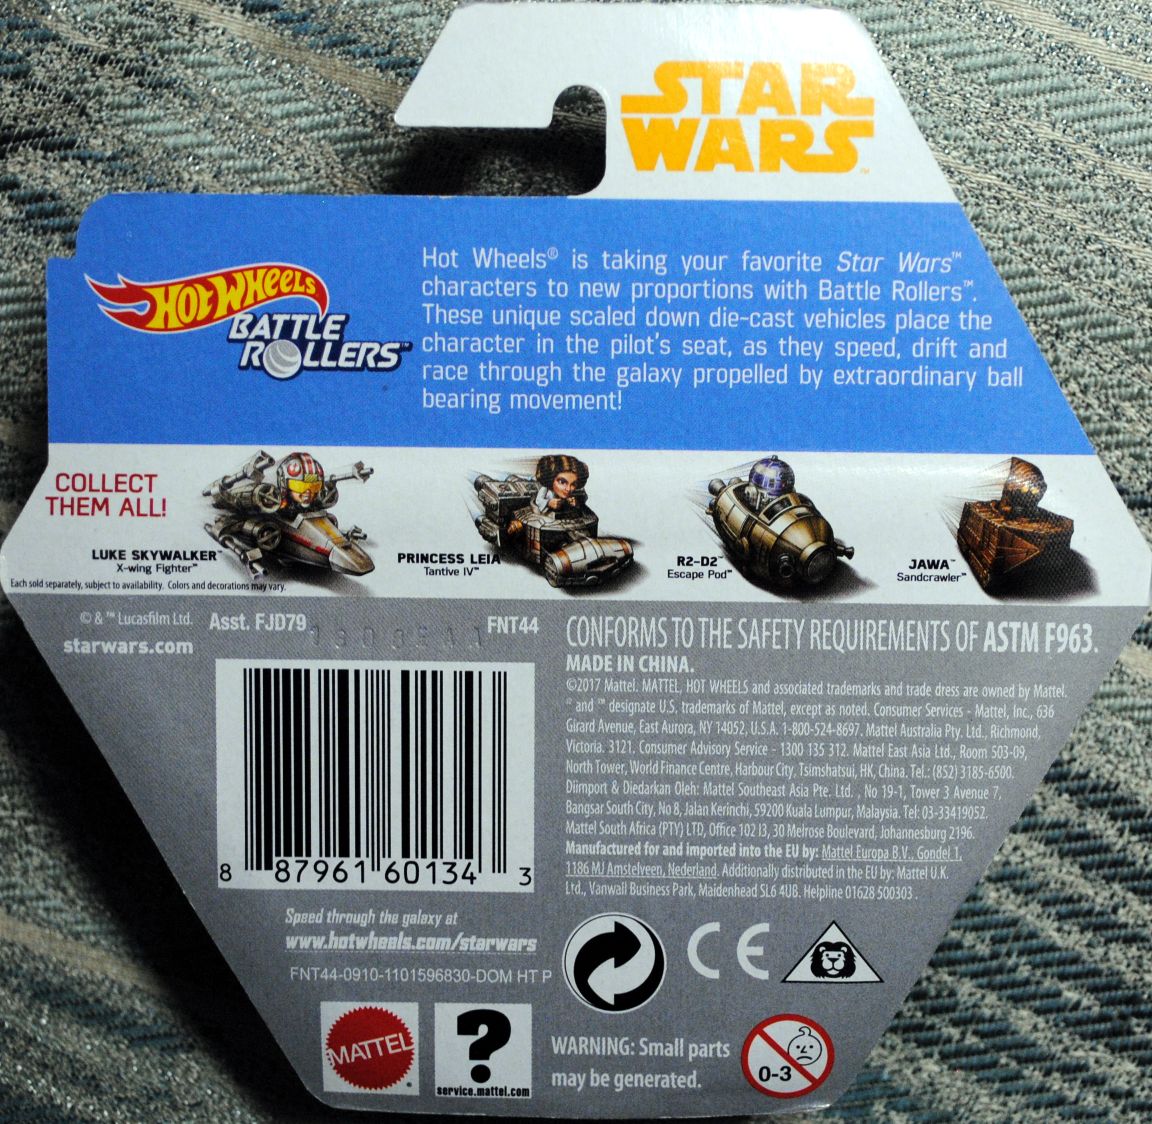 STAR
WARS™
HOT WHEELS
BATTLE
ROLLERS™
Hot Wheels® is taking your favorite Star Wars™
characters to new proportions with Battle Rollers™.
These unique scaled down die-cast vehicles place the
character in the pilot's seat, as they speed, drift and
race through the galaxy propelled by extraordinary ball
bearing movement!
COLLECT
THEM ALL!
LUKE SKYWALKER™
X-wing Fighter™
PRINCESS LEIA
Tantive IV™
R2-D2™
Escape Pod™
JAWA™
Sandcrawler™
Each sold separately, subject to availability. Colors and decorations may vary.
© & ™ Lucasfilm Ltd.
starwars.com
Asst. FJD79
FNT44
8 87961 60134 3
Speed through the galaxy at
www.hotwheels.com/starwars
FNT44-0910-1101596830-DOM HT P
MATTEL®
?
service.mattel.com
CONFORMS TO THE SAFETY REQUIREMENTS OF ASTM F963.
MADE IN CHINA.
©2017 Mattel. MATTEL, HOT WHEELS and associated trademarks and trade dress are owned by Mattel.
® and ™ designate U.S. trademarks of Mattel, except as noted. Consumer Services - Mattel, Inc., 636
Girard Avenue, East Aurora, NY 14052, U.S.A. 1-800-524-8697. Mattel Australia Pty. Ltd., Richmond,
Victoria. 3121. Consumer Advisory Service - 1300 135 312. Mattel East Asia Ltd., Room 503-09,
North Tower, World Finance Centre, Harbour City, Tsimshatsui, HK, China. Tel.: (852) 3185-6500.
Diimport & Diedarkan Oleh: Mattel Southeast Asia Pte. Ltd. , No 19-1, Tower 3 Avenue 7,
Bangsar South City, No 8, Jalan Kerinchi, 59200 Kuala Lumpur, Malaysia. Tel: 03-33419052.
Mattel South Africa (PTY) LTD, Office 102 I3, 30 Melrose Boulevard, Johannesburg 2196.
Manufactured for and imported into the EU by: Mattel Europa B.V., Gondel 1,
1186 MJ Amstelveen, Nederland. Additionally distributed in the EU by: Mattel U.K.
Ltd., Vanwall Business Park, Maidenhead SL6 4UB. Helpline 01628 500303.
CE
WARNING: Small parts
may be generated.
0-3